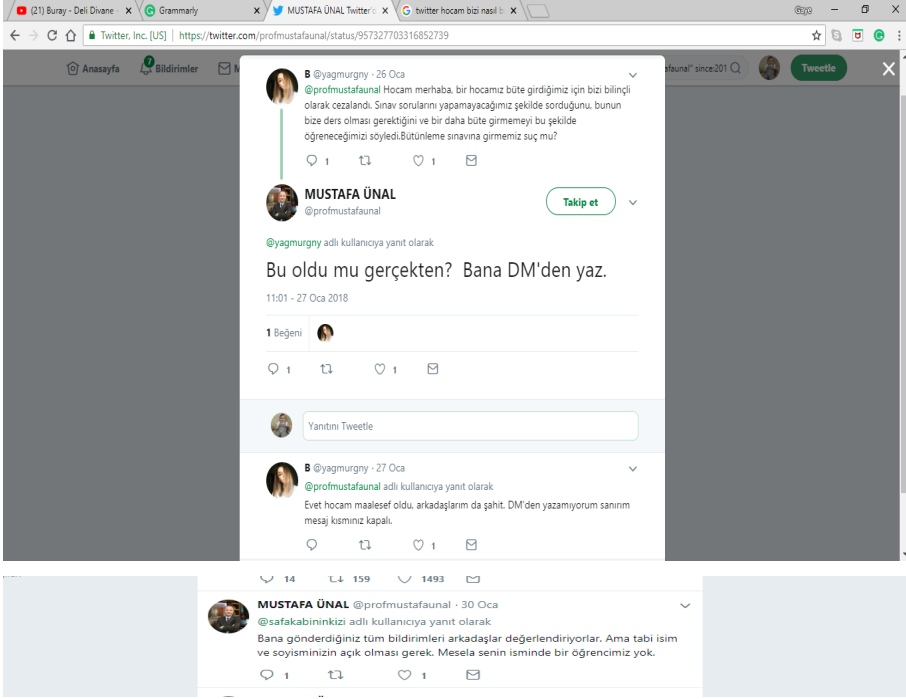 (21) Buray - Deli Divane -
Grammarly
MUSTAFA ÜNAL Twitter'd
twitter hocam bizi nasıl b
Twitter, Inc. [US] | https://twitter.com/profmustafaunal/status/957327703316852739
Anasayfa
Bildirimler
M
afaunal" since:201
Tweetle
B @yagmurgny · 26 Oca
@profmustafaunal Hocam merhaba, bir hocamız büte girdiğimiz için bizi bilinçli
olarak cezalandı. Sınav sorularını yapamayacağımız şekilde sorduğunu, bunun
bize ders olması gerektiğini ve bir daha büte girmemeyi bu şekilde
öğreneceğimizi söyledi.Bütünleme sınavına girmemiz suç mu?
1 1
MUSTAFA ÜNAL
@profmustafaunal
Takip et
@yagmurgny adlı kullanıcıya yanıt olarak
Bu oldu mu gerçekten? Bana DM'den yaz.
11:01 - 27 Oca 2018
1 Beğeni
1 1
Yanıtını Tweetle
B @yagmurgny · 27 Oca
@profmustafaunal adlı kullanıcıya yanıt olarak
Evet hocam maalesef oldu, arkadaşlarım da şahit. DM'den yazamıyorum sanırım
mesaj kısmınız kapalı.
1
14 159 1493
MUSTAFA ÜNAL @profmustafaunal · 30 Oca
@safakabininkizi adlı kullanıcıya yanıt olarak
Bana gönderdiğiniz tüm bildirimleri arkadaşlar değerlendiriyorlar. Ama tabi isim
ve soyisminizin açık olması gerek. Mesela senin isminde bir öğrencimiz yok.
1 1